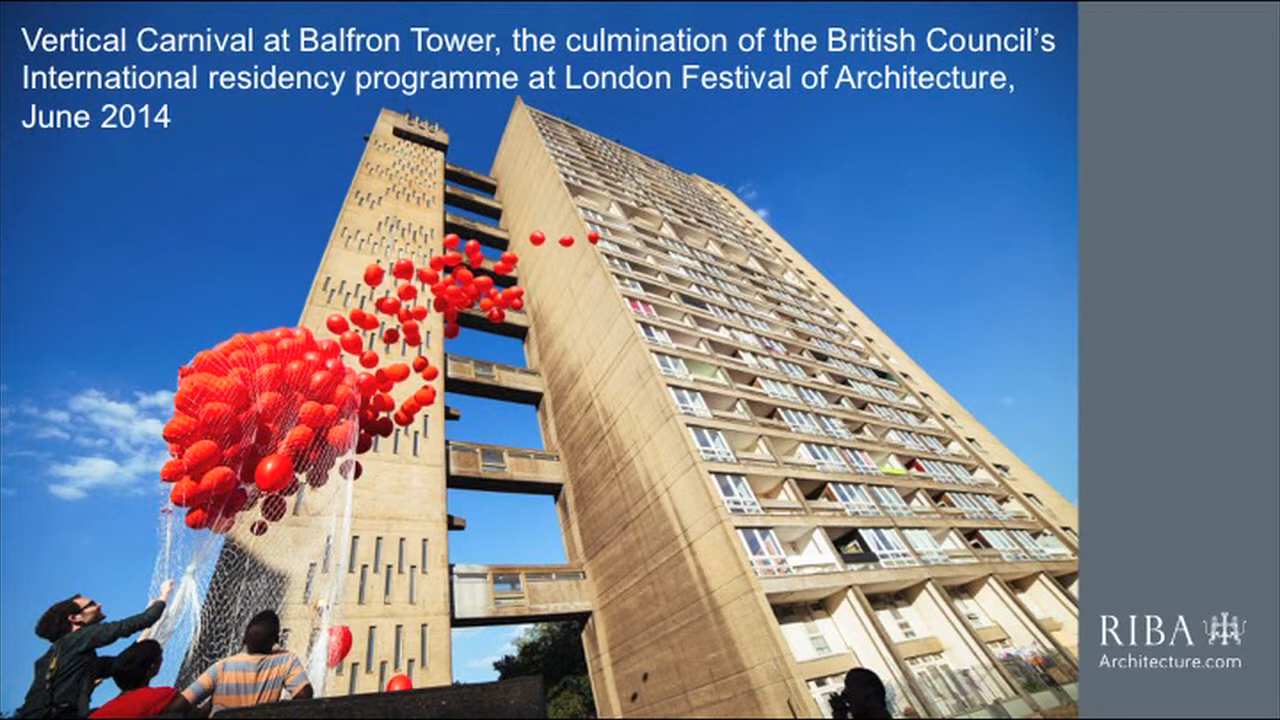 Vertical Carnival at Balfron Tower, the culmination of the British Council’s
International residency programme at London Festival of Architecture,
June 2014
RIBA
Architecture.com